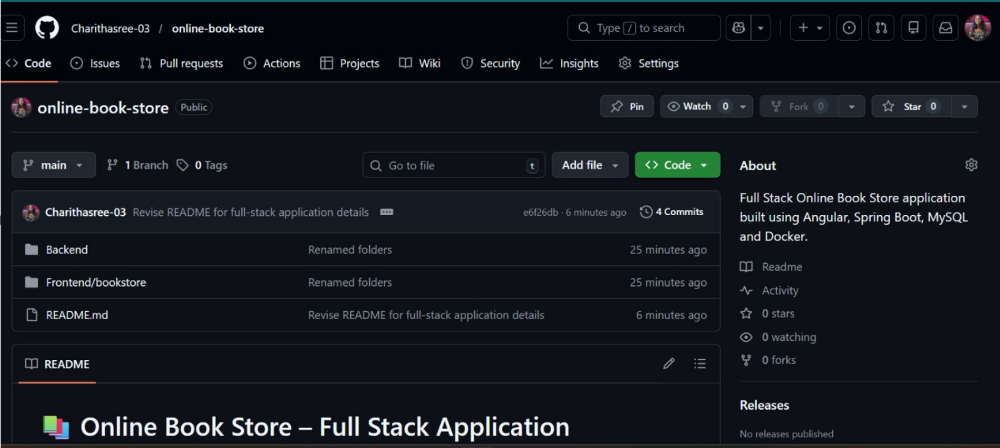 Charithasree-03 / online-book-store
Type / to search
Code Issues Pull requests Actions Projects Wiki Security Insights Settings
online-book-store Public
Pin Watch 0 Fork 0 Star 0
main 1 Branch 0 Tags Go to file t Add file Code
Charithasree-03 Revise README for full-stack application details e6f26db · 6 minutes ago 4 Commits
Backend Renamed folders 25 minutes ago
Frontend/bookstore Renamed folders 25 minutes ago
README.md Revise README for full-stack application details 6 minutes ago
README
Online Book Store – Full Stack Application
About
Full Stack Online Book Store application
built using Angular, Spring Boot, MySQL
and Docker.
Readme
Activity
0 stars
0 watching
0 forks
Releases
No releases published